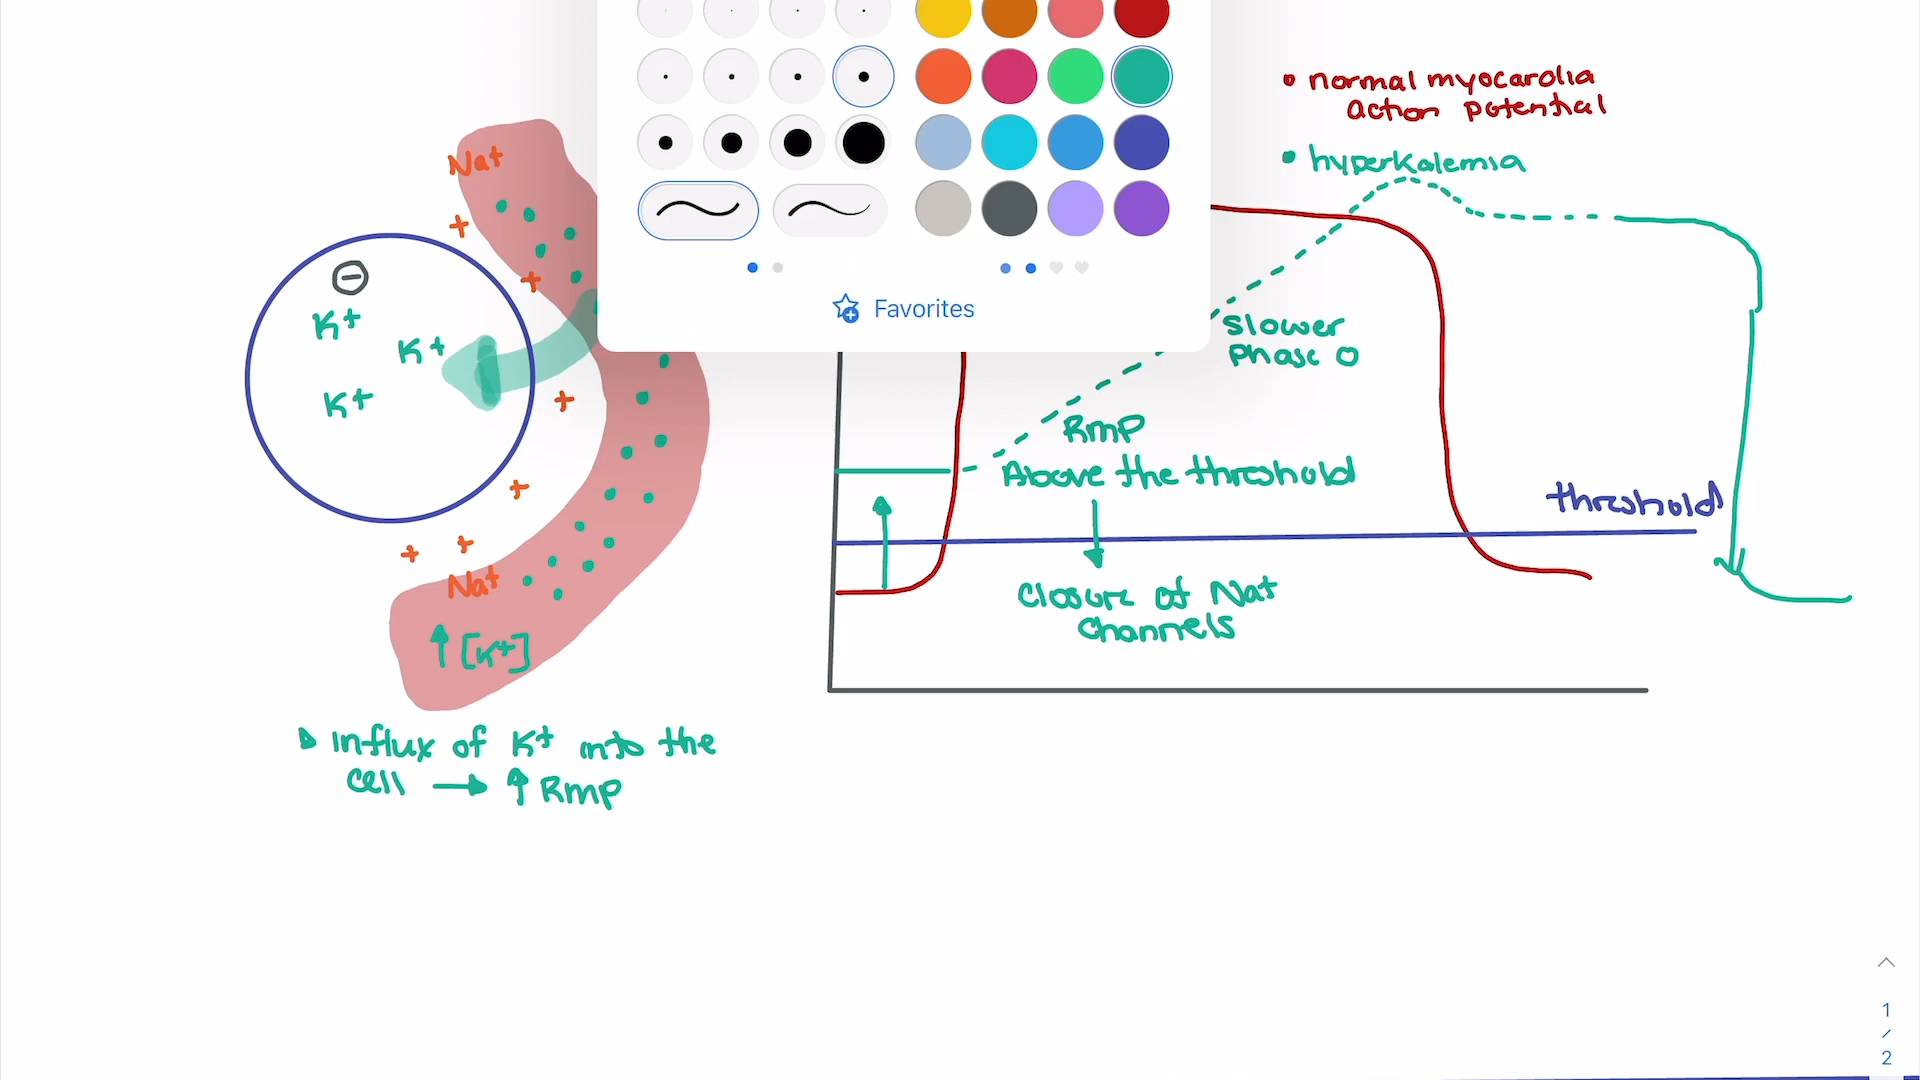 • normal myocardia
action potential
• hyperkalemia
Na+
+
+
K+
K+
K+
+
+
+
+
Na+
↑ [K+]
Influx of K+ into the
cell → ↑ Rmp
Favorites
Slower
Phase 0
Rmp
Above the threshold
threshold
Closure of Na+
Channels
1
/
2